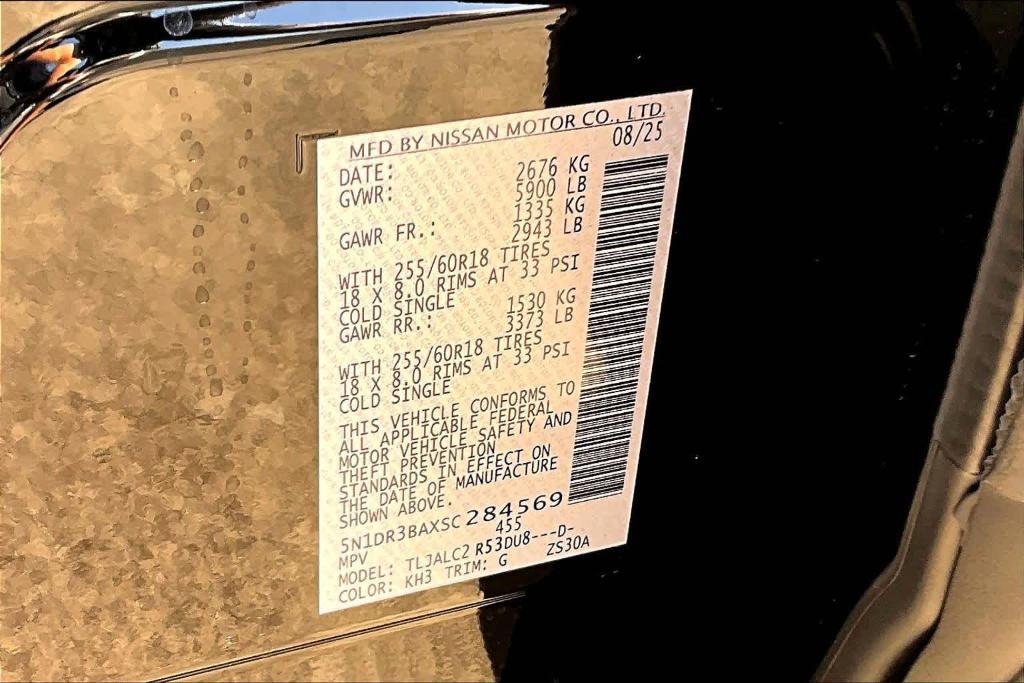 MFD BY NISSAN MOTOR CO., LTD.
DATE: 08/25
GVWR: 2676 KG
5900 LB
1335 KG
GAWR FR.: 2943 LB
WITH 255/60R18 TIRES
18 X 8.0 RIMS AT 33 PSI
COLD SINGLE
1530 KG
GAWR RR.: 3373 LB
WITH 255/60R18 TIRES
18 X 8.0 RIMS AT 33 PSI
COLD SINGLE
THIS VEHICLE CONFORMS TO
ALL APPLICABLE FEDERAL
MOTOR VEHICLE SAFETY AND
THEFT PREVENTION
STANDARDS IN EFFECT ON
THE DATE OF MANUFACTURE
SHOWN ABOVE.
5N1DR3BAXSC284569
MPV 455
MODEL: TLJALC2 R53DU8---D-
COLOR: KH3 TRIM: G ZS30A